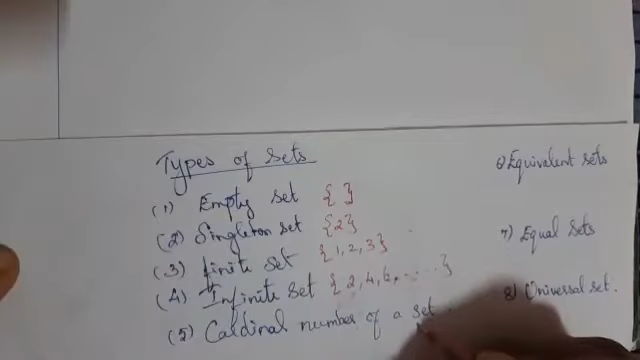 Types of Sets
(1) Empty set { }
(2) Singleton set {2}
(3) finite set {1, 2, 3}
(4) Infinite set {2, 4, 6, ......}
(5) Caldinal number of a set
6) Equivalent sets
7) Equal Sets
8) Universal set.